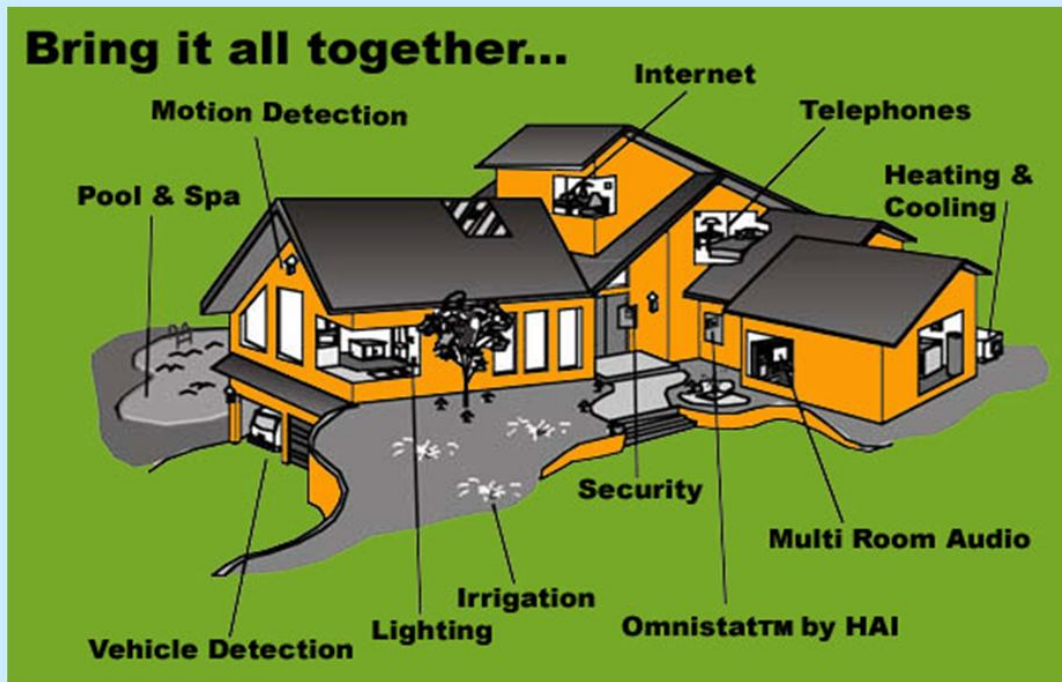 Bring it all together...
Internet
Motion Detection
Telephones
Heating &
Cooling
Pool & Spa
Security
Multi Room Audio
Irrigation
Omnistat™ by HAI
Lighting
Vehicle Detection